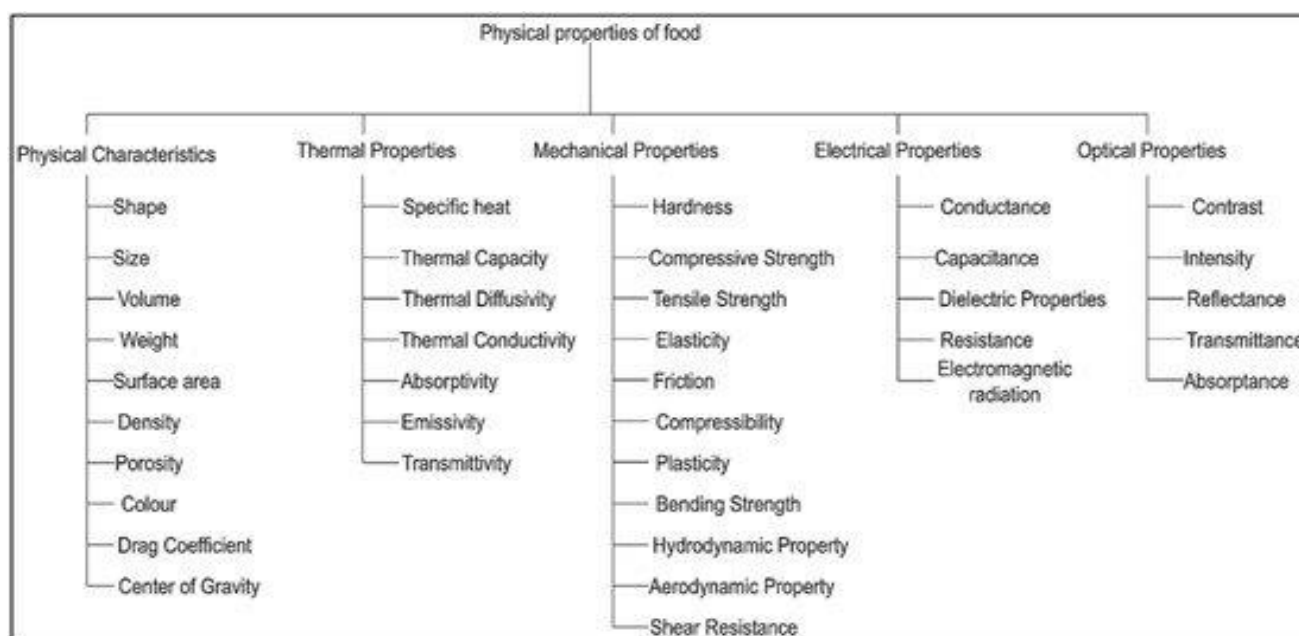 Physical properties of food
Physical Characteristics
Shape
Size
Volume
Weight
Surface area
Density
Porosity
Colour
Drag Coefficient
Center of Gravity
Thermal Properties
Specific heat
Thermal Capacity
Thermal Diffusivity
Thermal Conductivity
Absorptivity
Emissivity
Transmittivity
Mechanical Properties
Hardness
Compressive Strength
Tensile Strength
Elasticity
Friction
Compressibility
Plasticity
Bending Strength
Hydrodynamic Property
Aerodynamic Property
Shear Resistance
Electrical Properties
Conductance
Capacitance
Dielectric Properties
Resistance
Electromagnetic
radiation
Optical Properties
Contrast
Intensity
Reflectance
Transmittance
Absorptance